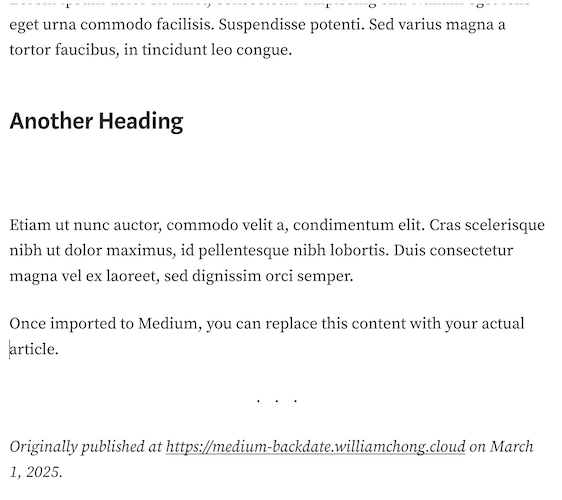 eget urna commodo facilisis. Suspendisse potenti. Sed varius magna a
tortor faucibus, in tincidunt leo congue.
Another Heading
Etiam ut nunc auctor, commodo velit a, condimentum elit. Cras scelerisque
nibh ut dolor maximus, id pellentesque nibh lobortis. Duis consectetur
magna vel ex laoreet, sed dignissim orci semper.
Once imported to Medium, you can replace this content with your actual
article.
. . .
Originally published at https://medium-backdate.williamchong.cloud on March
1, 2025.